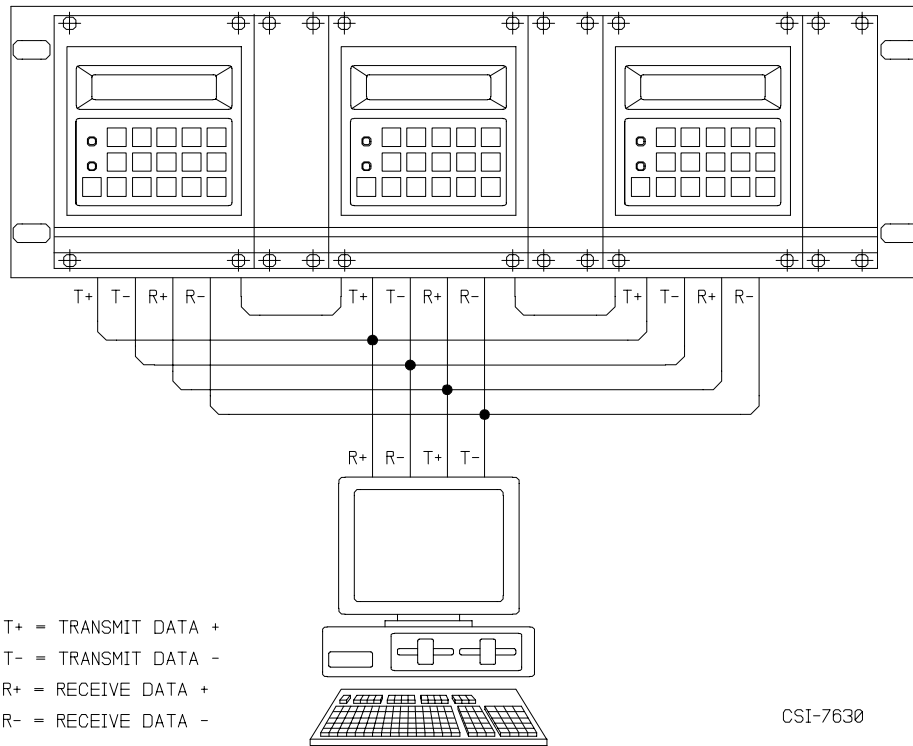 T+ T- R+ R- T+ T- R+ R- T+ T- R+ R-
R+ R- T+ T-
T+ = TRANSMIT DATA +
T- = TRANSMIT DATA -
R+ = RECEIVE DATA +
R- = RECEIVE DATA -
CSI-7630